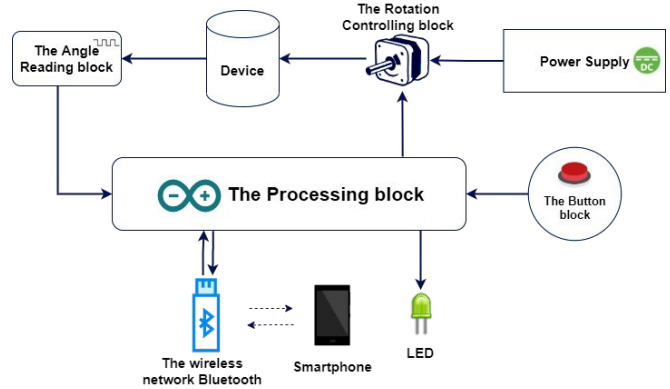 The Rotation
Controlling block
The Angle
Reading block
Device
Power Supply
DC
The Processing block
The Button
block
The wireless
network Bluetooth
Smartphone
LED